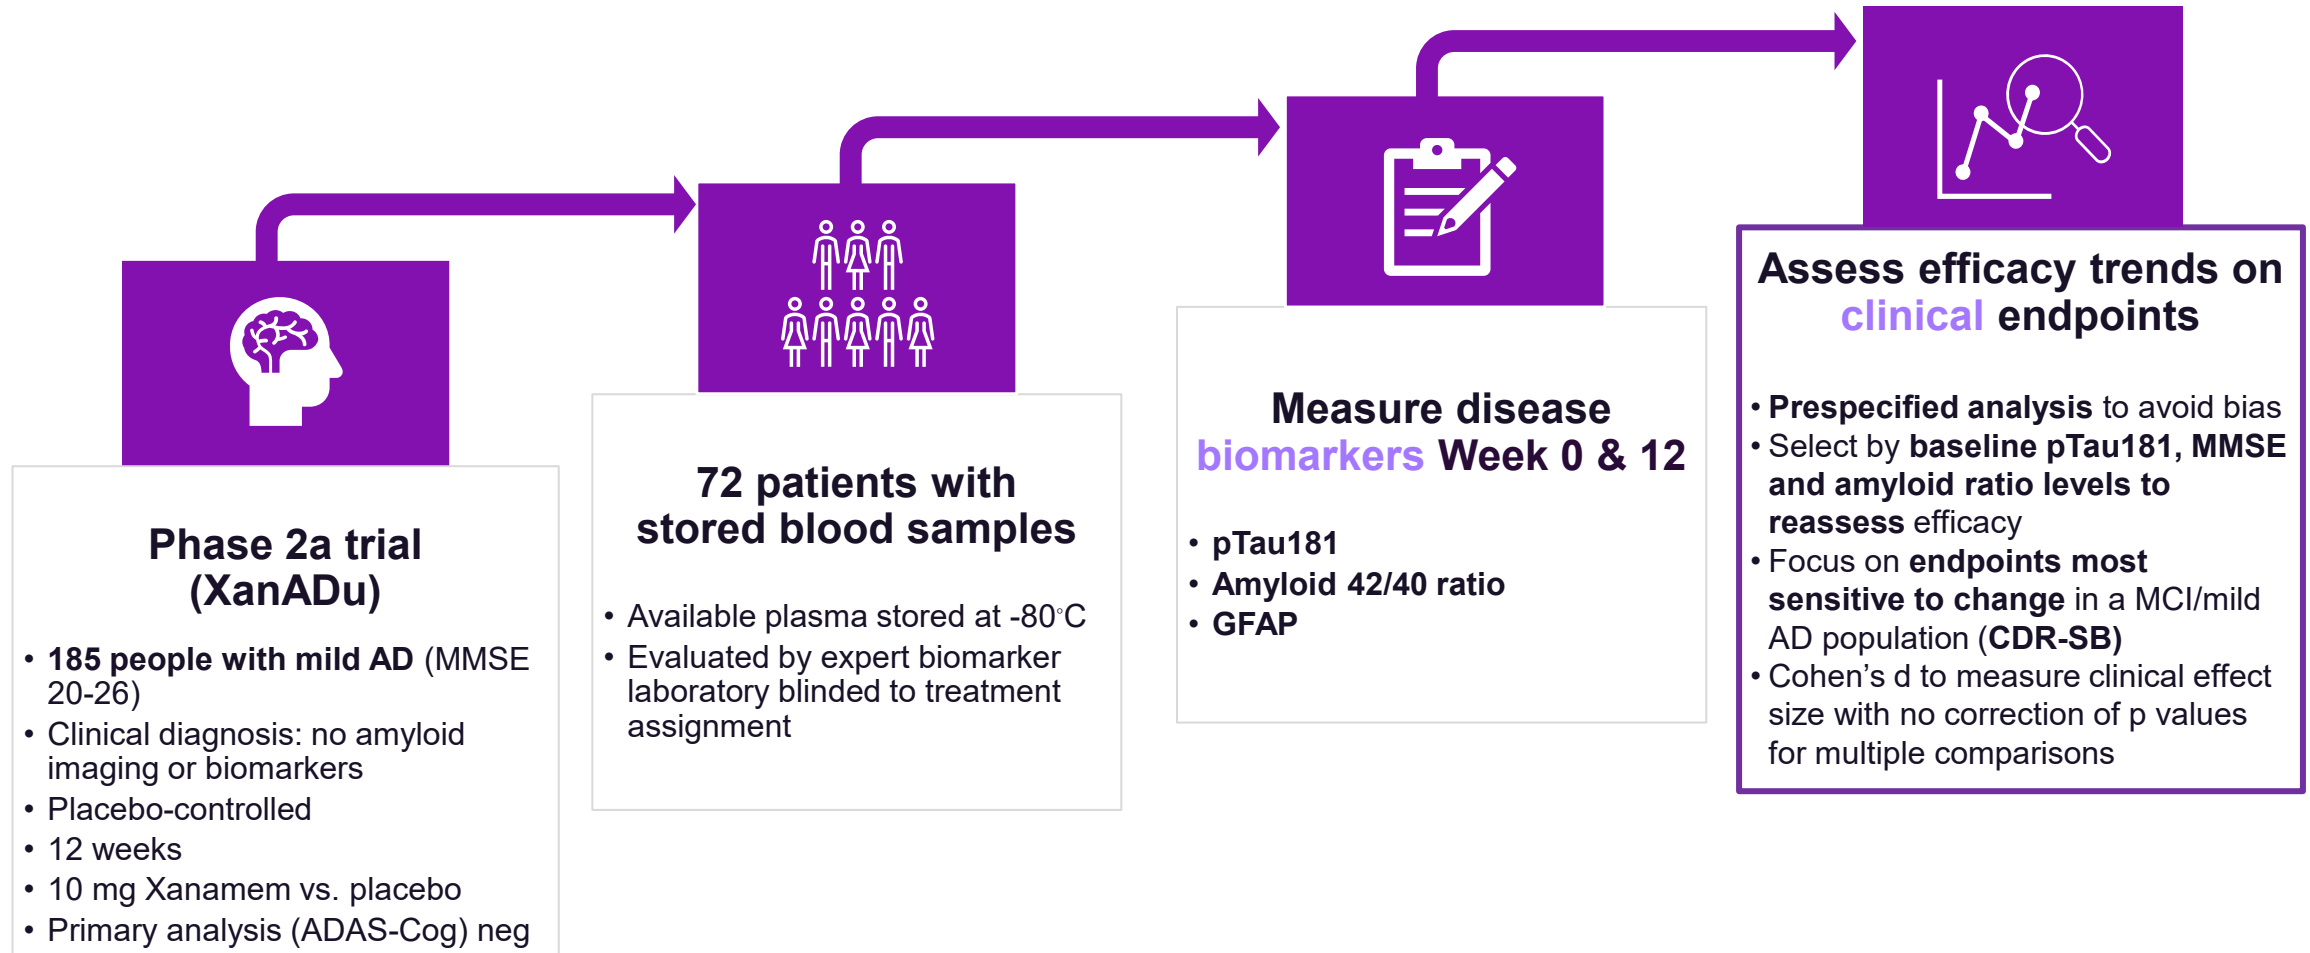 Phase 2a trial
(XanADu)
• 185 people with mild AD (MMSE
20-26)
• Clinical diagnosis: no amyloid
imaging or biomarkers
• Placebo-controlled
• 12 weeks
• 10 mg Xanamem vs. placebo
• Primary analysis (ADAS-Cog) neg
72 patients with
stored blood samples
• Available plasma stored at -80°C
• Evaluated by expert biomarker
laboratory blinded to treatment
assignment
Measure disease
biomarkers Week 0 & 12
• pTau181
• Amyloid 42/40 ratio
• GFAP
Assess efficacy trends on
clinical endpoints
• Prespecified analysis to avoid bias
• Select by baseline pTau181, MMSE
and amyloid ratio levels to
reassess efficacy
• Focus on endpoints most
sensitive to change in a MCI/mild
AD population (CDR-SB)
• Cohen's d to measure clinical effect
size with no correction of p values
for multiple comparisons